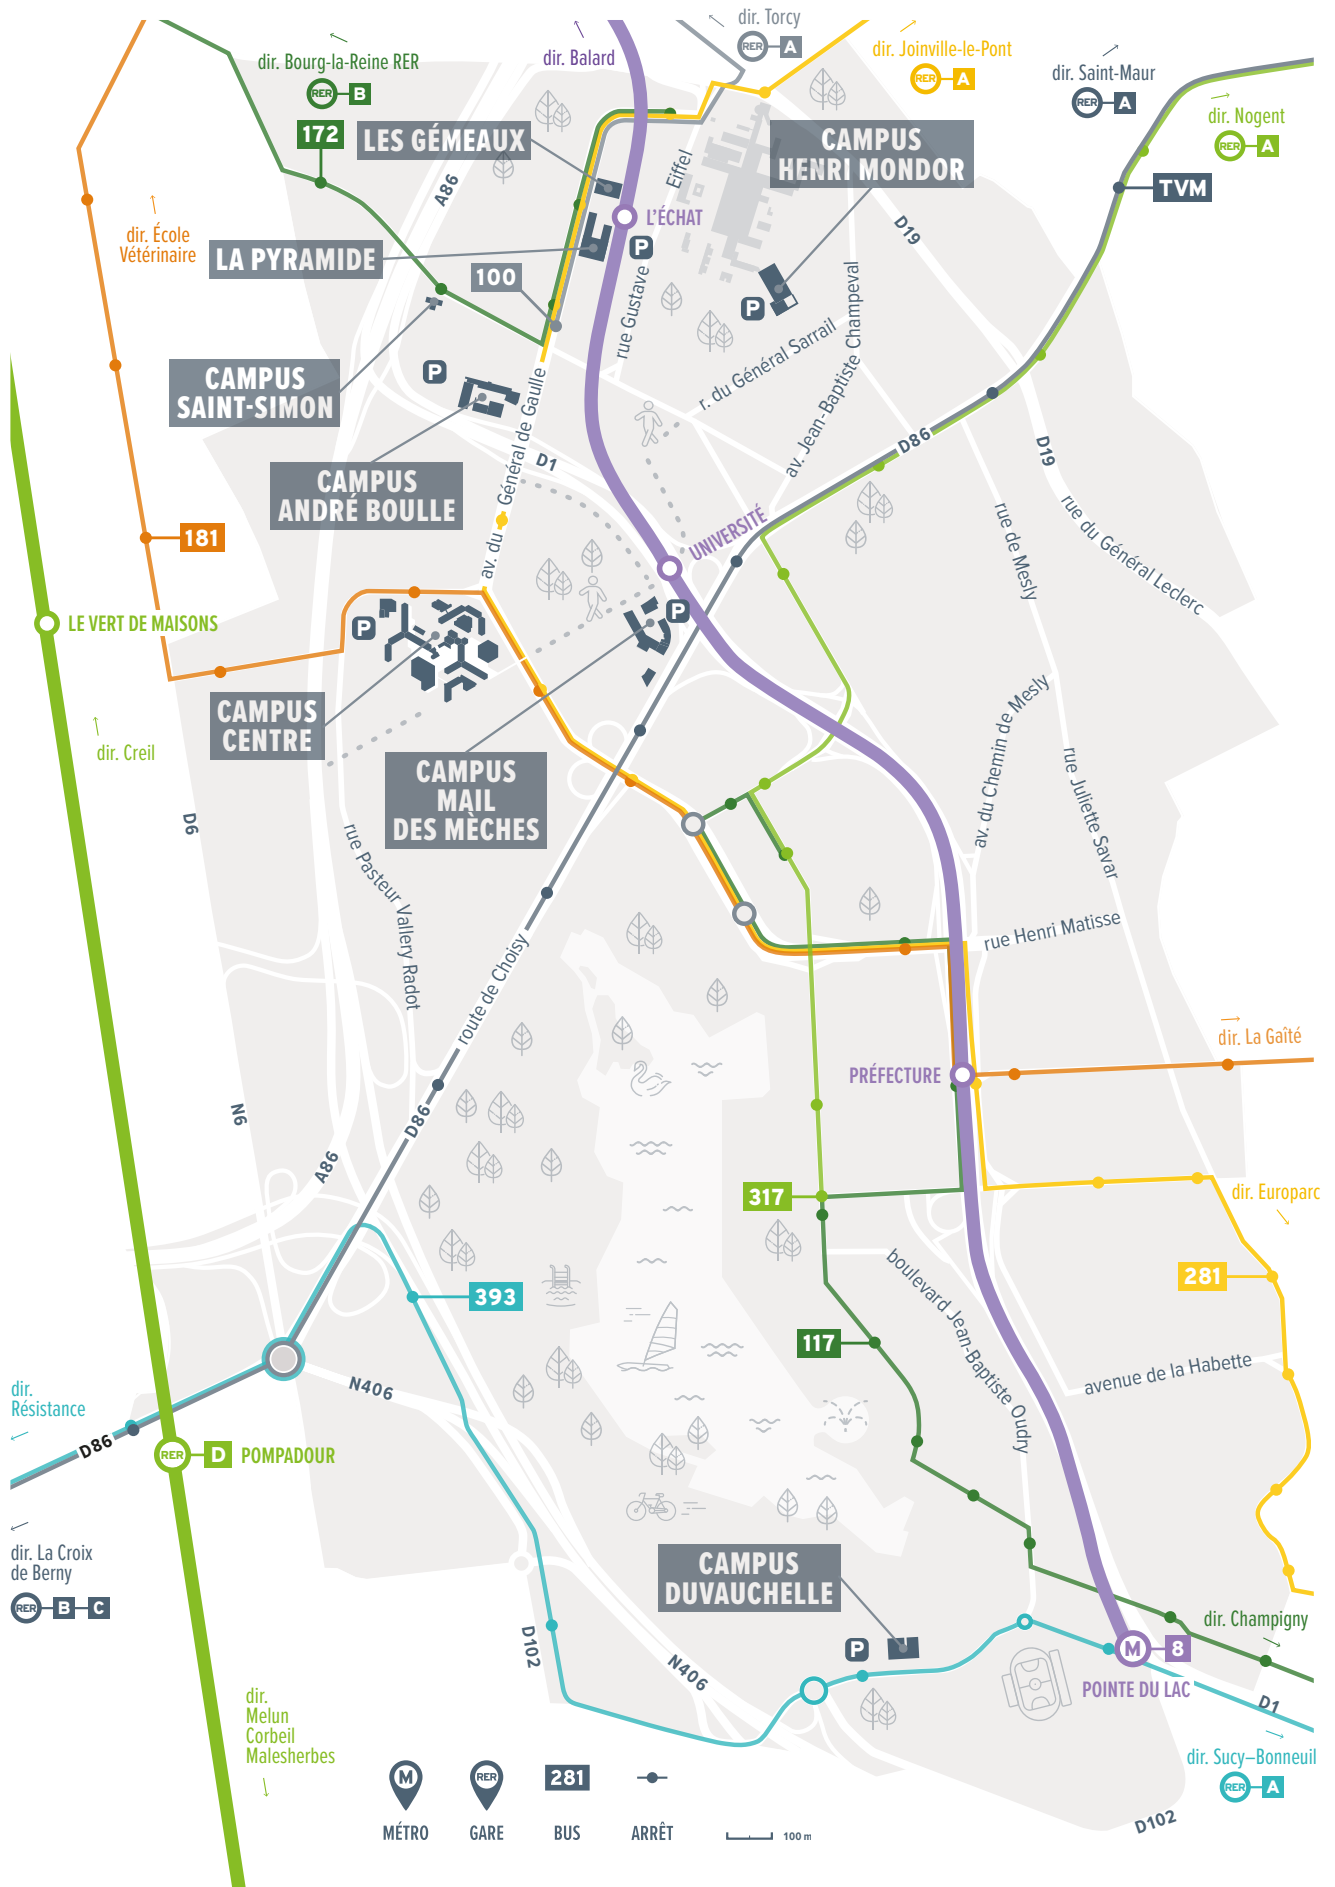 dir. Torcy
RER A
dir. Joinville-le-Pont
RER A
dir. Balard
dir. Bourg-la-Reine RER
RER B
dir. Saint-Maur
RER A
dir. Nogent
RER A
172
LES GÉMEAUX
CAMPUS
HENRI MONDOR
Eiffel
A86
TVM
L'ÉCHAT
D19
dir. École
Vétérinaire
LA PYRAMIDE
P
100
rue Gustave
P
av. Jean-Baptiste Champeval
r. du Général Sarrail
P
CAMPUS
SAINT-SIMON
av. du Général de Gaulle
D1
D86
D19
CAMPUS
ANDRÉ BOULLE
rue de Mesly
rue du Général Leclerc
UNIVERSITÉ
181
LE VERT DE MAISONS
P
P
CAMPUS
CENTRE
dir. Creil
av. du Chemin de Mesly
CAMPUS
MAIL
DES MÈCHES
rue Juliette Savar
D6
rue Pasteur Vallery Radot
rue Henri Matisse
route de Choisy
dir. La Gaîté
PRÉFECTURE
N6
D86
A86
317
dir. Europarc
281
393
boulevard Jean-Baptiste Oudry
117
avenue de la Habette
N406
dir.
Résistance
D86
RER D POMPADOUR
dir. La Croix
de Berny
RER B C
CAMPUS
DUVAUCHELLE
D102
N406
P
dir. Champigny
M 8
POINTE DU LAC
D1
dir.
Melun
Corbeil
Malesherbes
dir. Sucy–Bonneuil
RER A
D102
M
RER
281
MÉTRO
GARE
BUS
ARRÊT
100 m